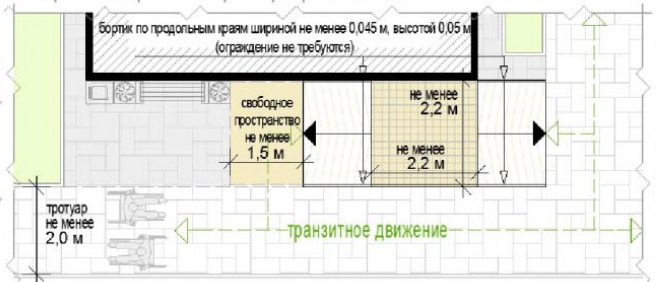 бортик по продольным краям шириной не менее 0,045 м, высотой 0,05 м
(ограждение не требуются)
свободное
пространство
не менее
1,5 м
не менее
2,2 м
не менее
2,2 м
тротуар
не менее
2,0 м
транзитное движение